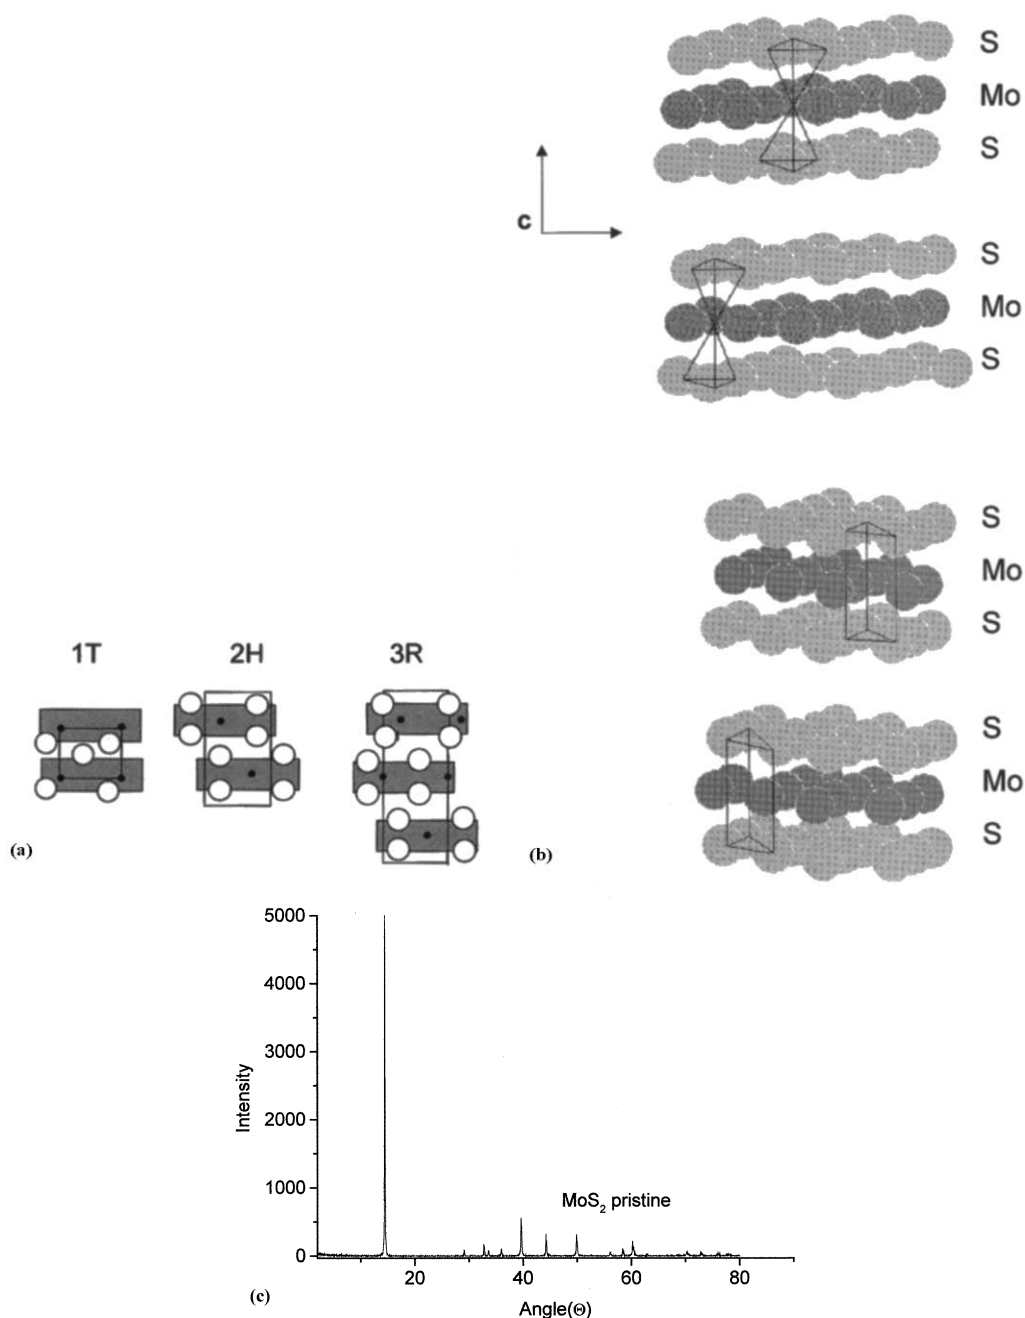 S
Mo
S
c
S
Mo
S
S
Mo
S
1T 2H 3R
S
Mo
S
(a)
(b)
5000
4000
3000
2000
1000
0
Intensity
MoS₂ pristine
20 40 60 80
Angle(Θ)
(c)